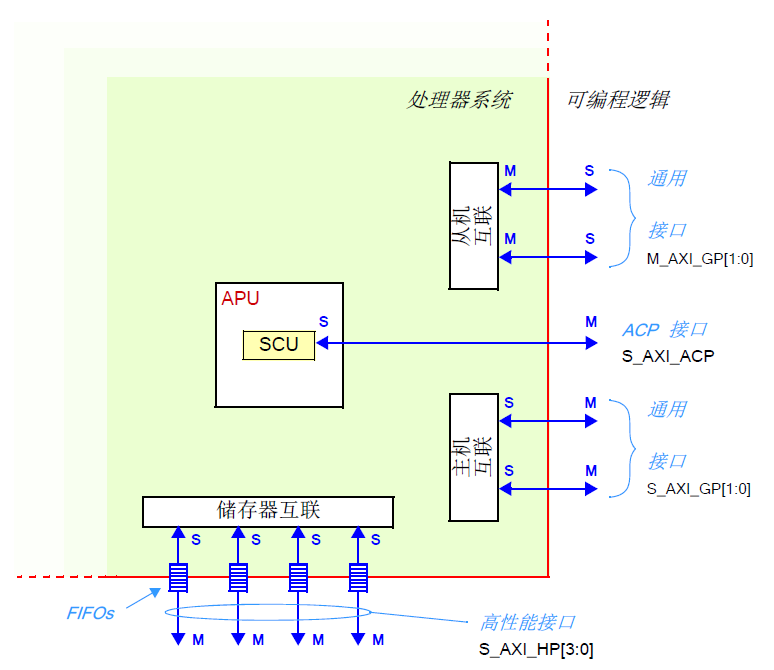 处理器系统
可编程逻辑
M
S
通用
从机
互联
M
S
接口
M_AXI_GP[1:0]
APU
SCU
S
M
ACP 接口
S_AXI_ACP
S
M
通用
主机
互联
S
M
接口
S_AXI_GP[1:0]
储存器互联
S
S
S
S
FIFOs
M
M
M
M
高性能接口
S_AXI_HP[3:0]